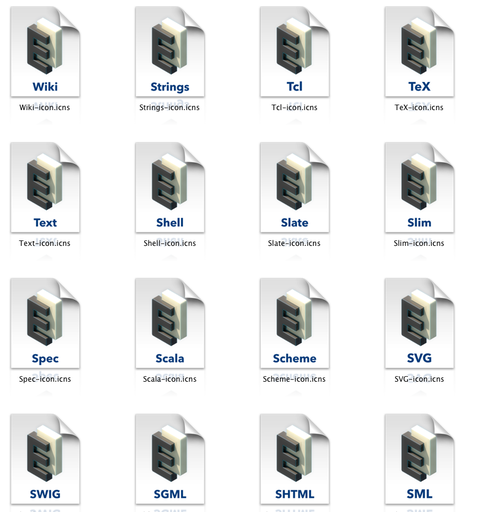 Wiki Strings Tcl TeX
Wiki-icon.icns Strings-icon.icns Tcl-icon.icns TeX-icon.icns
Text Shell Slate Slim
Text-icon.icns Shell-icon.icns Slate-icon.icns Slim-icon.icns
Spec Scala Scheme SVG
Spec-icon.icns Scala-icon.icns Scheme-icon.icns SVG-icon.icns
SWIG SGML SHTML SML